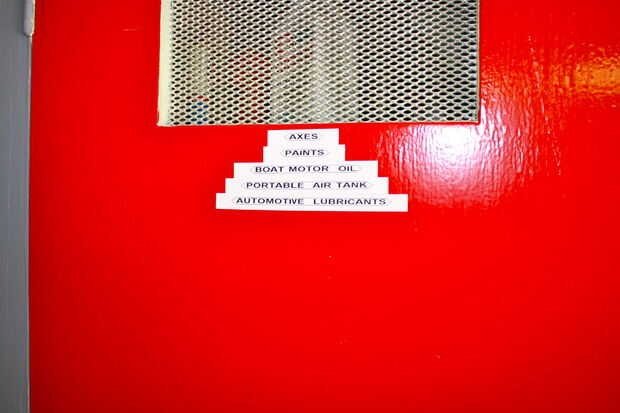 AXES
PAINTS
BOAT MOTOR OIL
PORTABLE AIR TANK
AUTOMOTIVE LUBRICANTS